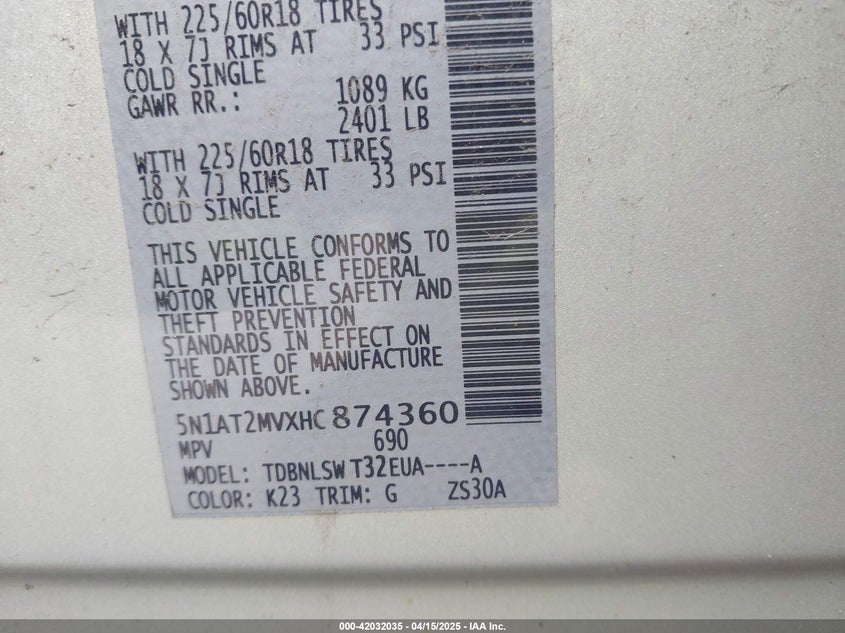 WITH 225/60R18 TIRES
18 X 7J RIMS AT 33 PSI
COLD SINGLE
GAWR RR.: 1089 KG
2401 LB
WITH 225/60R18 TIRES
18 X 7J RIMS AT 33 PSI
COLD SINGLE
THIS VEHICLE CONFORMS TO
ALL APPLICABLE FEDERAL
MOTOR VEHICLE SAFETY AND
THEFT PREVENTION
STANDARDS IN EFFECT ON
THE DATE OF MANUFACTURE
SHOWN ABOVE.
5N1AT2MVXHC874360
MPV 690
MODEL: TDBNLSWT32EUA----A
COLOR: K23 TRIM: G ZS30A
000-42032035 - 04/15/2025 - IAA Inc.